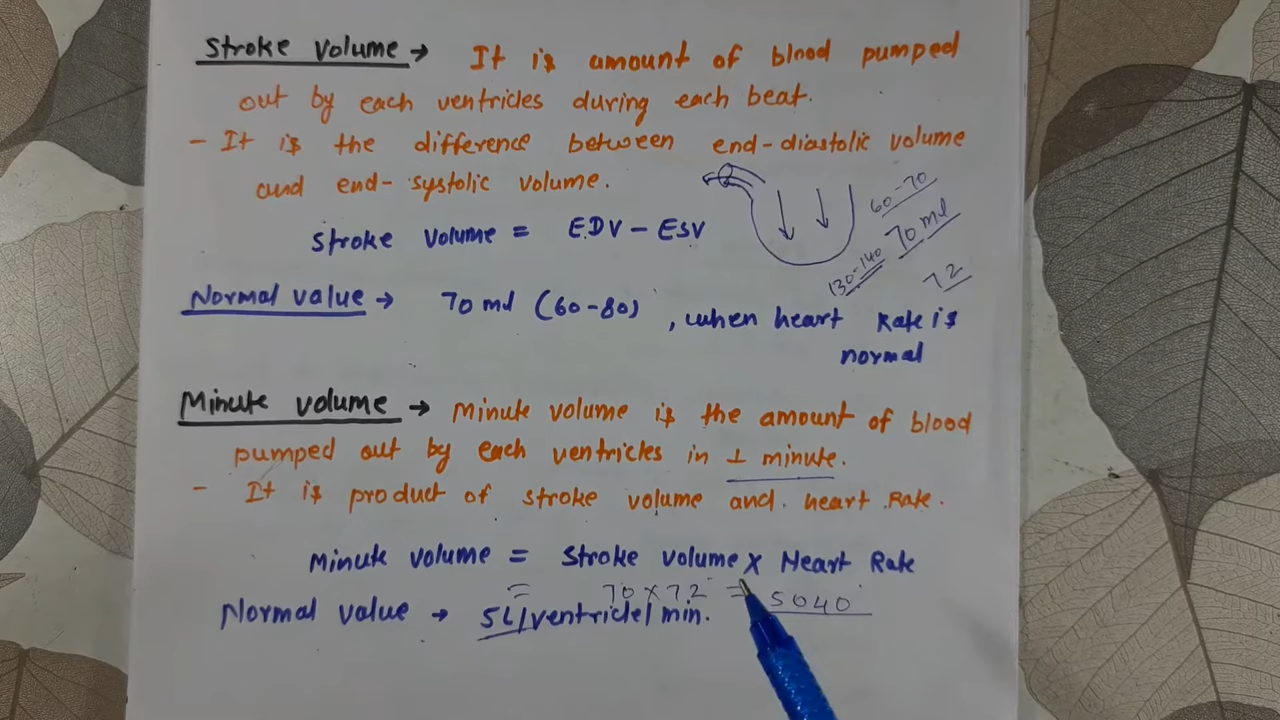 Stroke volume → It is amount of blood pumped
out by each ventricles during each beat.
- It is the difference between end-diastolic volume
and end-systolic volume.
60-70
Stroke volume = EDV - ESV
70 ml
130-140
72
Normal value → 70 ml (60-80), when heart Rate is
normal
Minute volume → Minute volume is the amount of blood
pumped out by each ventricles in 1 minute.
- It is product of stroke volume and heart Rate.
Minute volume = Stroke volume x Heart Rate
= 70 x 72 = 5040
Normal value → 5L/ventricle/min.